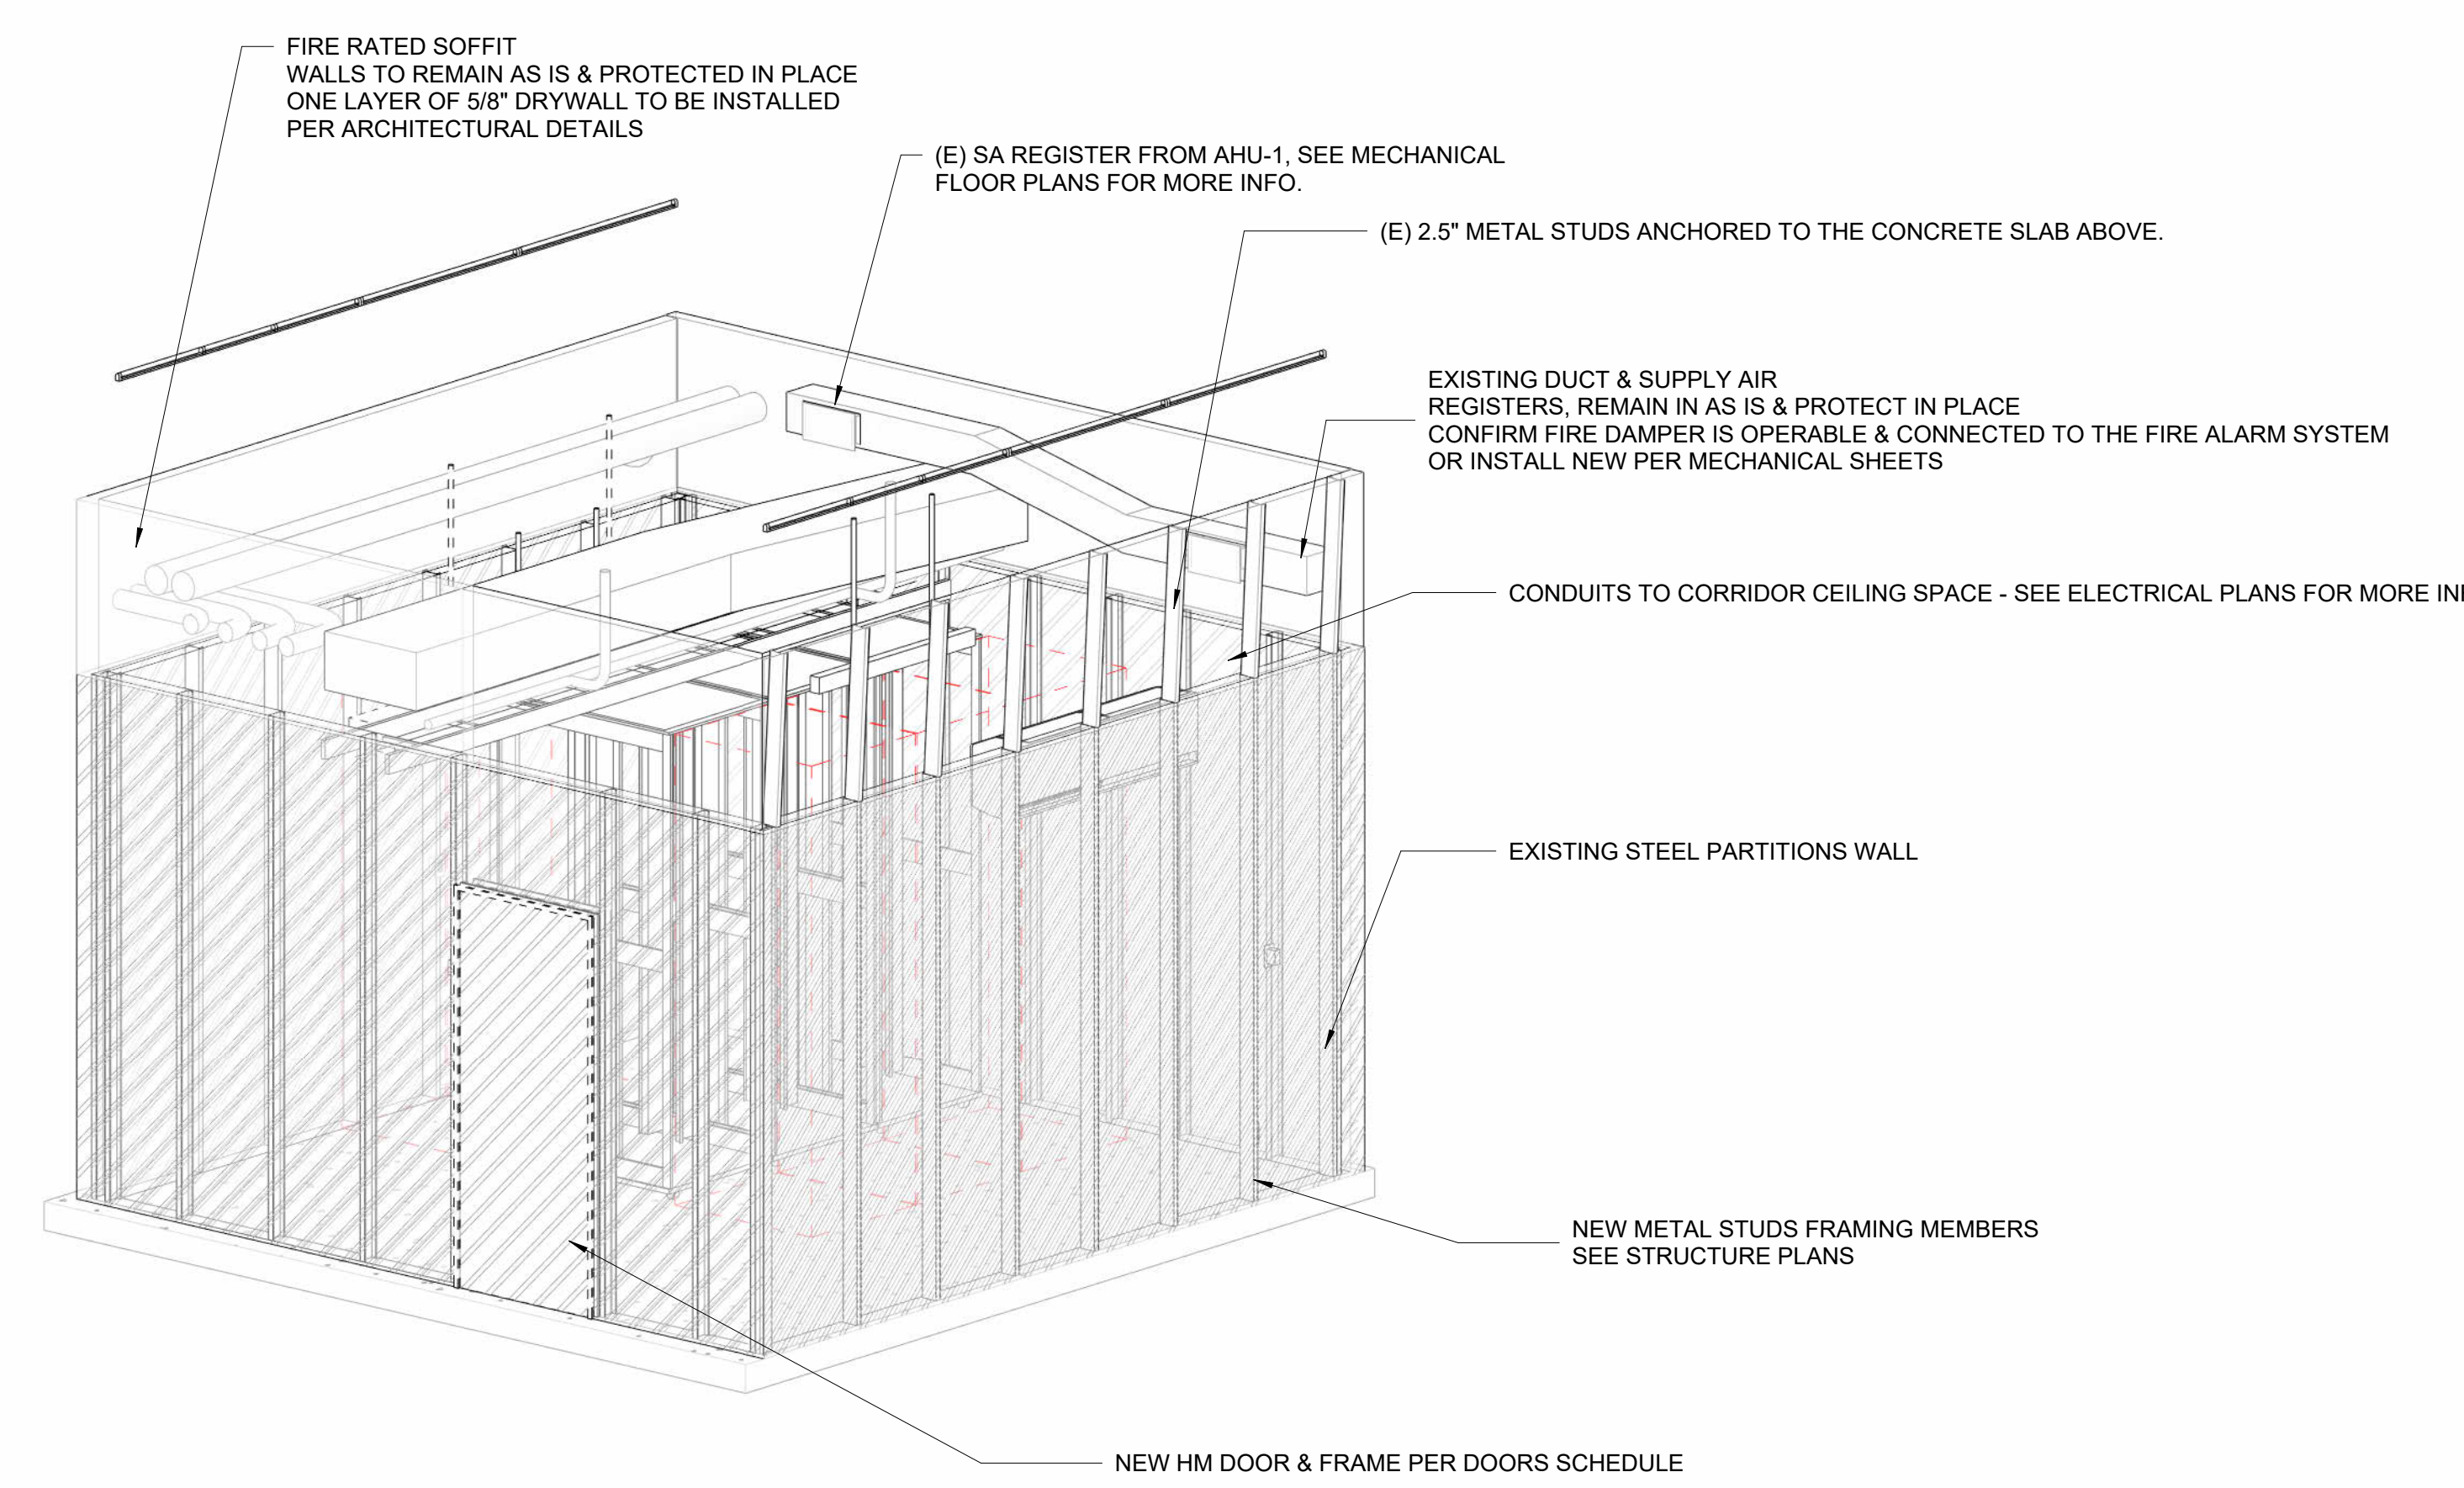 FIRE RATED SOFFIT
WALLS TO REMAIN AS IS & PROTECTED IN PLACE
ONE LAYER OF 5/8" DRYWALL TO BE INSTALLED
PER ARCHITECTURAL DETAILS
(E) SA REGISTER FROM AHU-1, SEE MECHANICAL
FLOOR PLANS FOR MORE INFO.
(E) 2.5" METAL STUDS ANCHORED TO THE CONCRETE SLAB ABOVE.
EXISTING DUCT & SUPPLY AIR
REGISTERS, REMAIN IN AS IS & PROTECT IN PLACE
CONFIRM FIRE DAMPER IS OPERABLE & CONNECTED TO THE FIRE ALARM SYSTEM
OR INSTALL NEW PER MECHANICAL SHEETS
CONDUITS TO CORRIDOR CEILING SPACE - SEE ELECTRICAL PLANS FOR MORE
EXISTING STEEL PARTITIONS WALL
NEW METAL STUDS FRAMING MEMBERS
SEE STRUCTURE PLANS
NEW HM DOOR & FRAME PER DOORS SCHEDULE